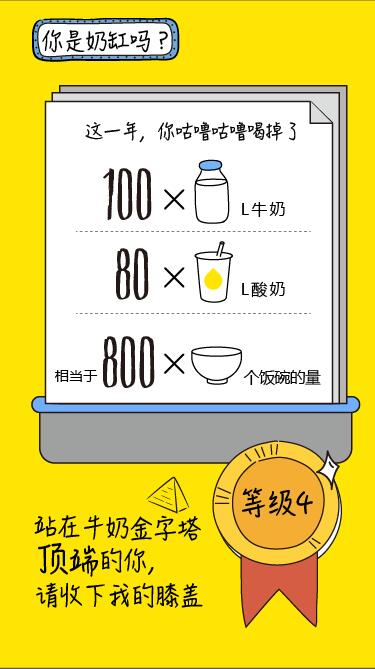 你是奶缸吗？
这一年，你咕噜咕噜喝掉了
100 × L牛奶
80 × L酸奶
相当于 800 × 个饭碗的量
等级4
站在牛奶金字塔
顶端的你，
请收下我的膝盖